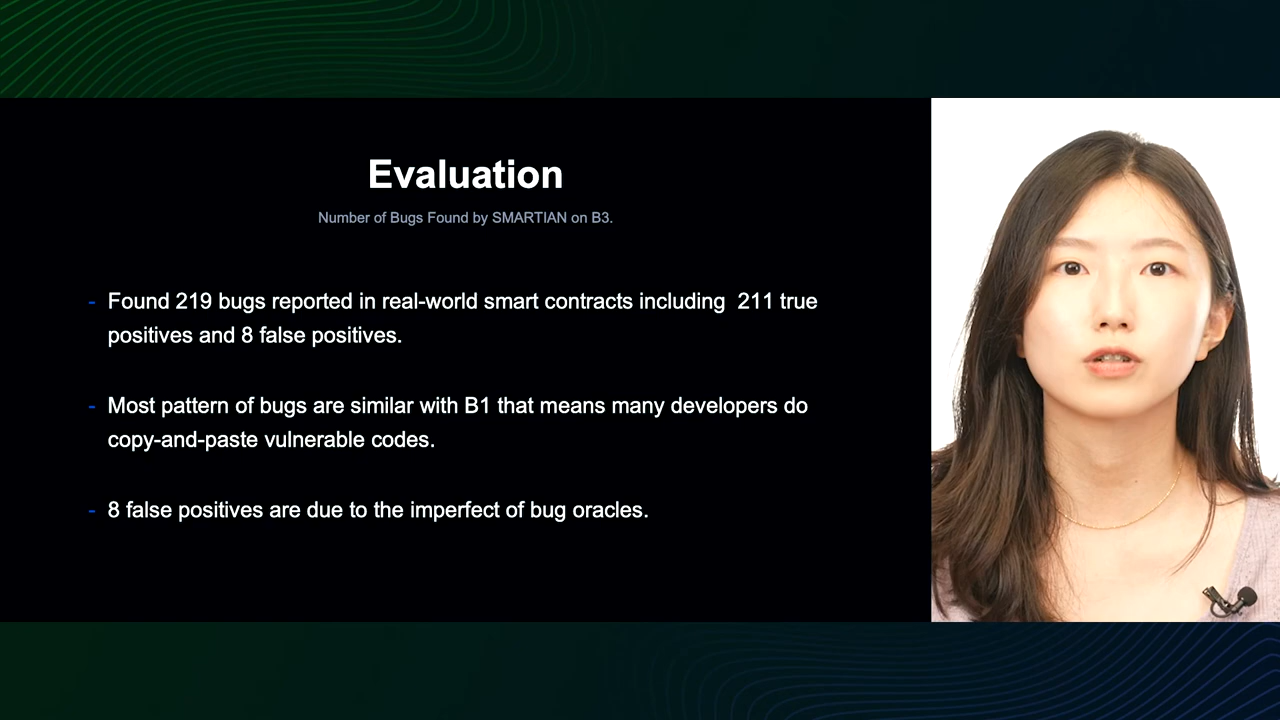 Evaluation
Number of Bugs Found by SMARTIAN on B3.
- Found 219 bugs reported in real-world smart contracts including  211 true
positives and 8 false positives.
- Most pattern of bugs are similar with B1 that means many developers do
copy-and-paste vulnerable codes.
- 8 false positives are due to the imperfect of bug oracles.